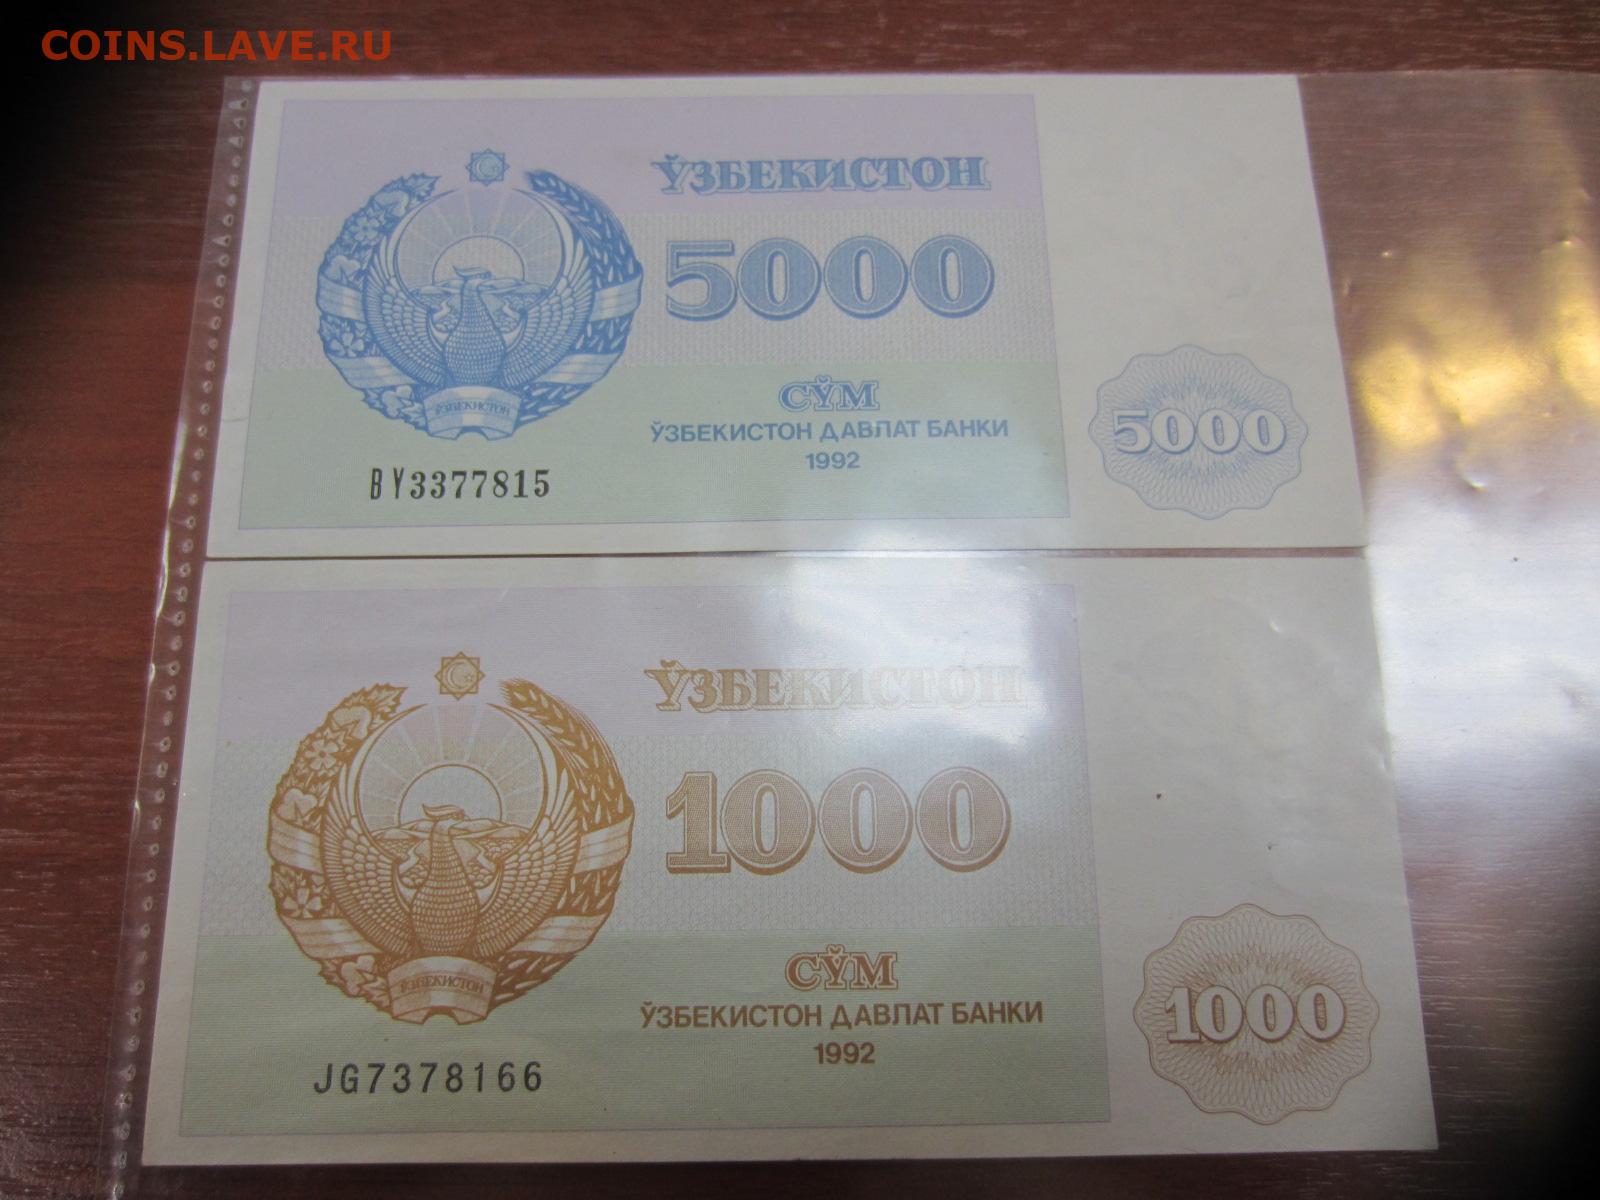 COINS.LAVE.RU
ЎЗБЕКИСТОН
5000
СЎМ
ЎЗБЕКИСТОН ДАВЛАТ БАНКИ
1992
ЎЗБЕКИСТОН
BY3377815
5000
ЎЗБЕКИСТОН
1000
СЎМ
ЎЗБЕКИСТОН ДАВЛАТ БАНКИ
1992
ЎЗБЕКИСТОН
JG7378166
1000